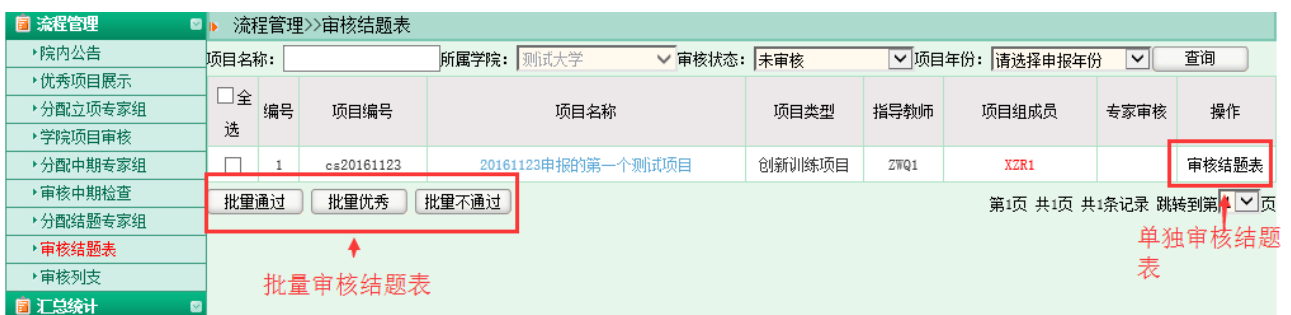 流程管理
流程管理>>审核结题表
院内公告
优秀项目展示
分配立项专家组
学院项目审核
分配中期专家组
审核中期检查
分配结题专家组
审核结题表
审核列支
汇总统计
项目名称: 所属学院: 测试大学 审核状态: 未审核 项目年份: 请选择申报年份 查询
全选 编号 项目编号 项目名称 项目类型 指导教师 项目组成员 专家审核 操作
1 cs20161123 20161123申报的第一个测试项目 创新训练项目 ZWQ1 XZR1 审核结题表
批量通过 批量优秀 批量不通过
第1页 共1页 共1条记录 跳转到第 页
批量审核结题表
单独审核结题
表